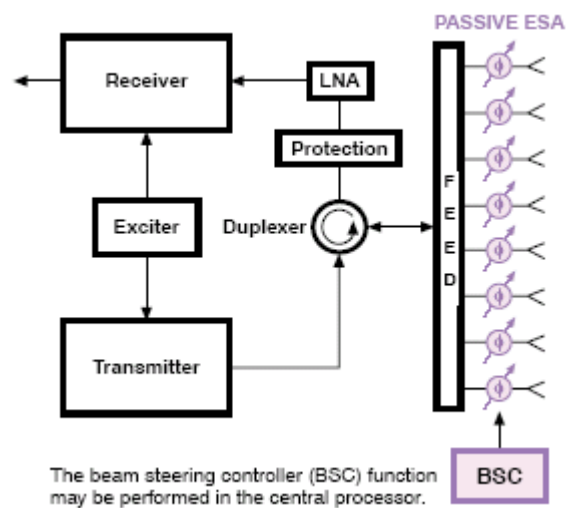 PASSIVE ESA
Receiver
LNA
Protection
Exciter
Duplexer
F
E
E
D
Transmitter
BSC
The beam steering controller (BSC) function
may be performed in the central processor.